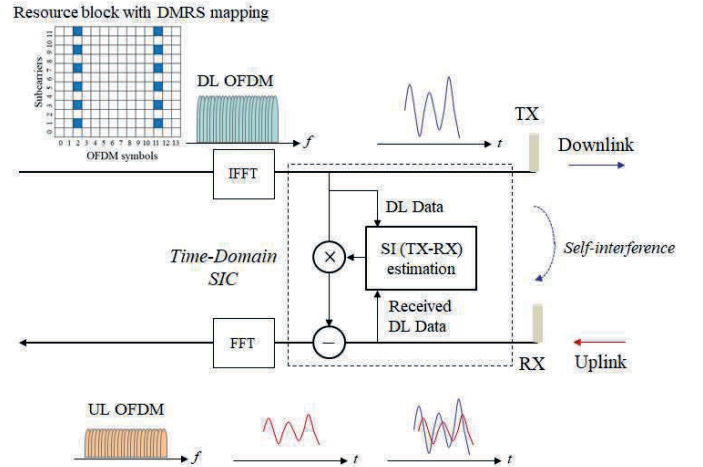 Resource block with DMRS mapping
Subcarriers
0 1 2 3 4 5 6 7 8 9 10 11
0 1 2 3 4 5 6 7 8 9 10 11 12 13
OFDM symbols
DL OFDM
f
t
TX
Downlink
IFFT
DL Data
Time-Domain
SIC
×
SI (TX-RX)
estimation
Self-interference
Received
DL Data
FFT
−
RX
Uplink
UL OFDM
f
t
t